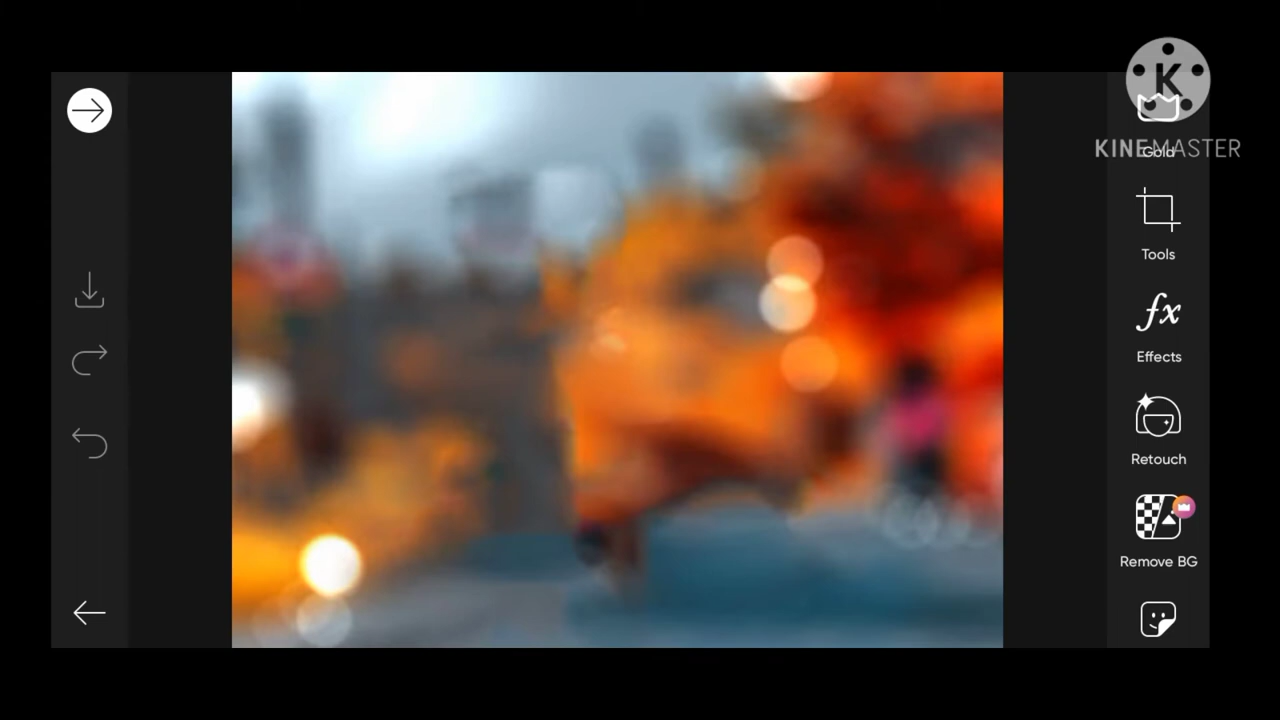 Gold
KINEMASTER
Tools
fx
Effects
Retouch
Remove BG